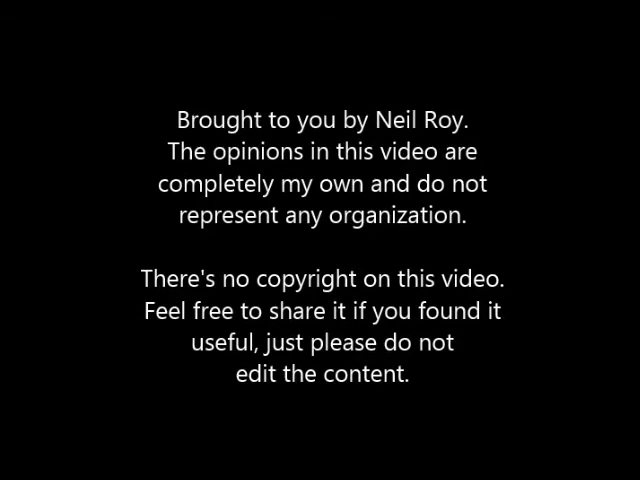 Brought to you by Neil Roy.
The opinions in this video are
completely my own and do not
represent any organization.
There's no copyright on this video.
Feel free to share it if you found it
useful, just please do not
edit the content.